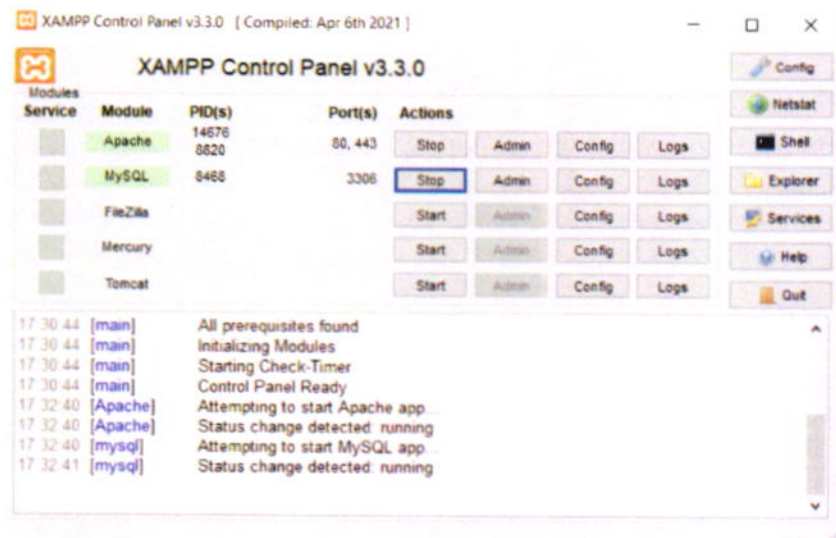 XAMPP Control Panel v3.3.0 [ Compiled: Apr 6th 2021 ]
XAMPP Control Panel v3.3.0
Config
Modules
Service Module PID(s) Port(s) Actions
Netstat
Apache 14676 8820 80, 443 Stop Admin Config Logs
Shell
MySQL 8468 3306 Stop Admin Config Logs
Explorer
FileZilla Start Admin Config Logs
Services
Mercury Start Admin Config Logs
Help
Tomcat Start Admin Config Logs
Quit
17:30:44 [main] All prerequisites found
17:30:44 [main] Initializing Modules
17:30:44 [main] Starting Check-Timer
17:30:44 [main] Control Panel Ready
17:32:40 [Apache] Attempting to start Apache app...
17:32:40 [Apache] Status change detected: running
17:32:40 [mysql] Attempting to start MySQL app...
17:32:41 [mysql] Status change detected: running